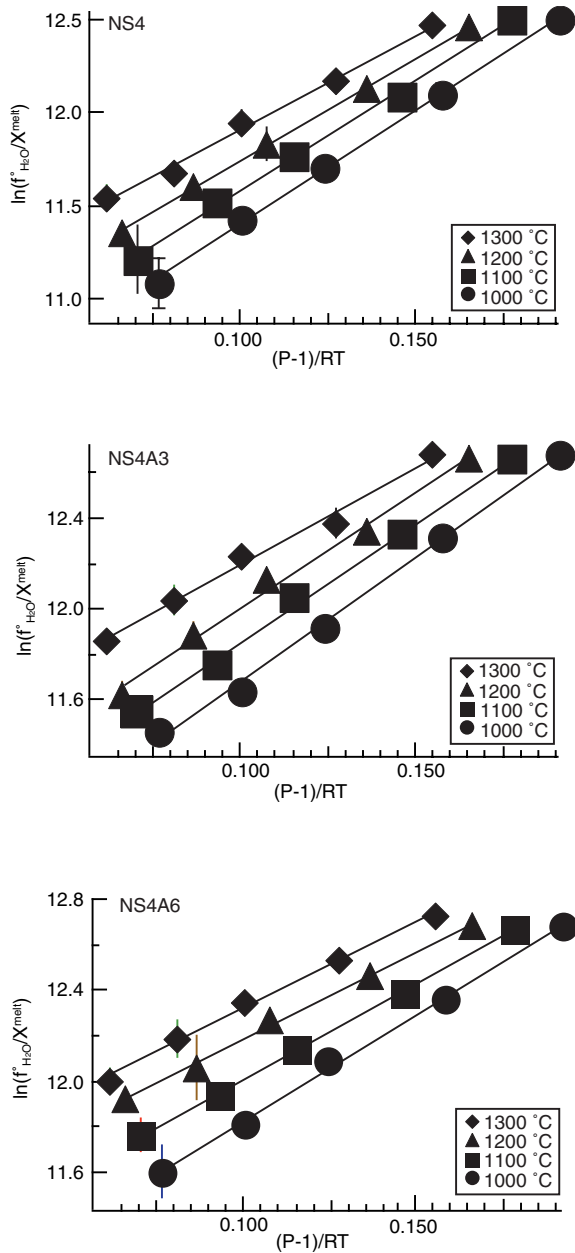 NS4
12.5
12.0
11.5
11.0
ln(f°H₂O/Xmelt)
◆ 1300 ˚C
▲ 1200 ˚C
■ 1100 ˚C
● 1000 ˚C
0.100 0.150
(P-1)/RT
NS4A3
12.4
12.0
11.6
ln(f°H₂O/Xmelt)
◆ 1300 ˚C
▲ 1200 ˚C
■ 1100 ˚C
● 1000 ˚C
0.100 0.150
(P-1)/RT
12.8
NS4A6
12.4
12.0
11.6
ln(f°H₂O/Xmelt)
◆ 1300 ˚C
▲ 1200 ˚C
■ 1100 ˚C
● 1000 ˚C
0.100 0.150
(P-1)/RT